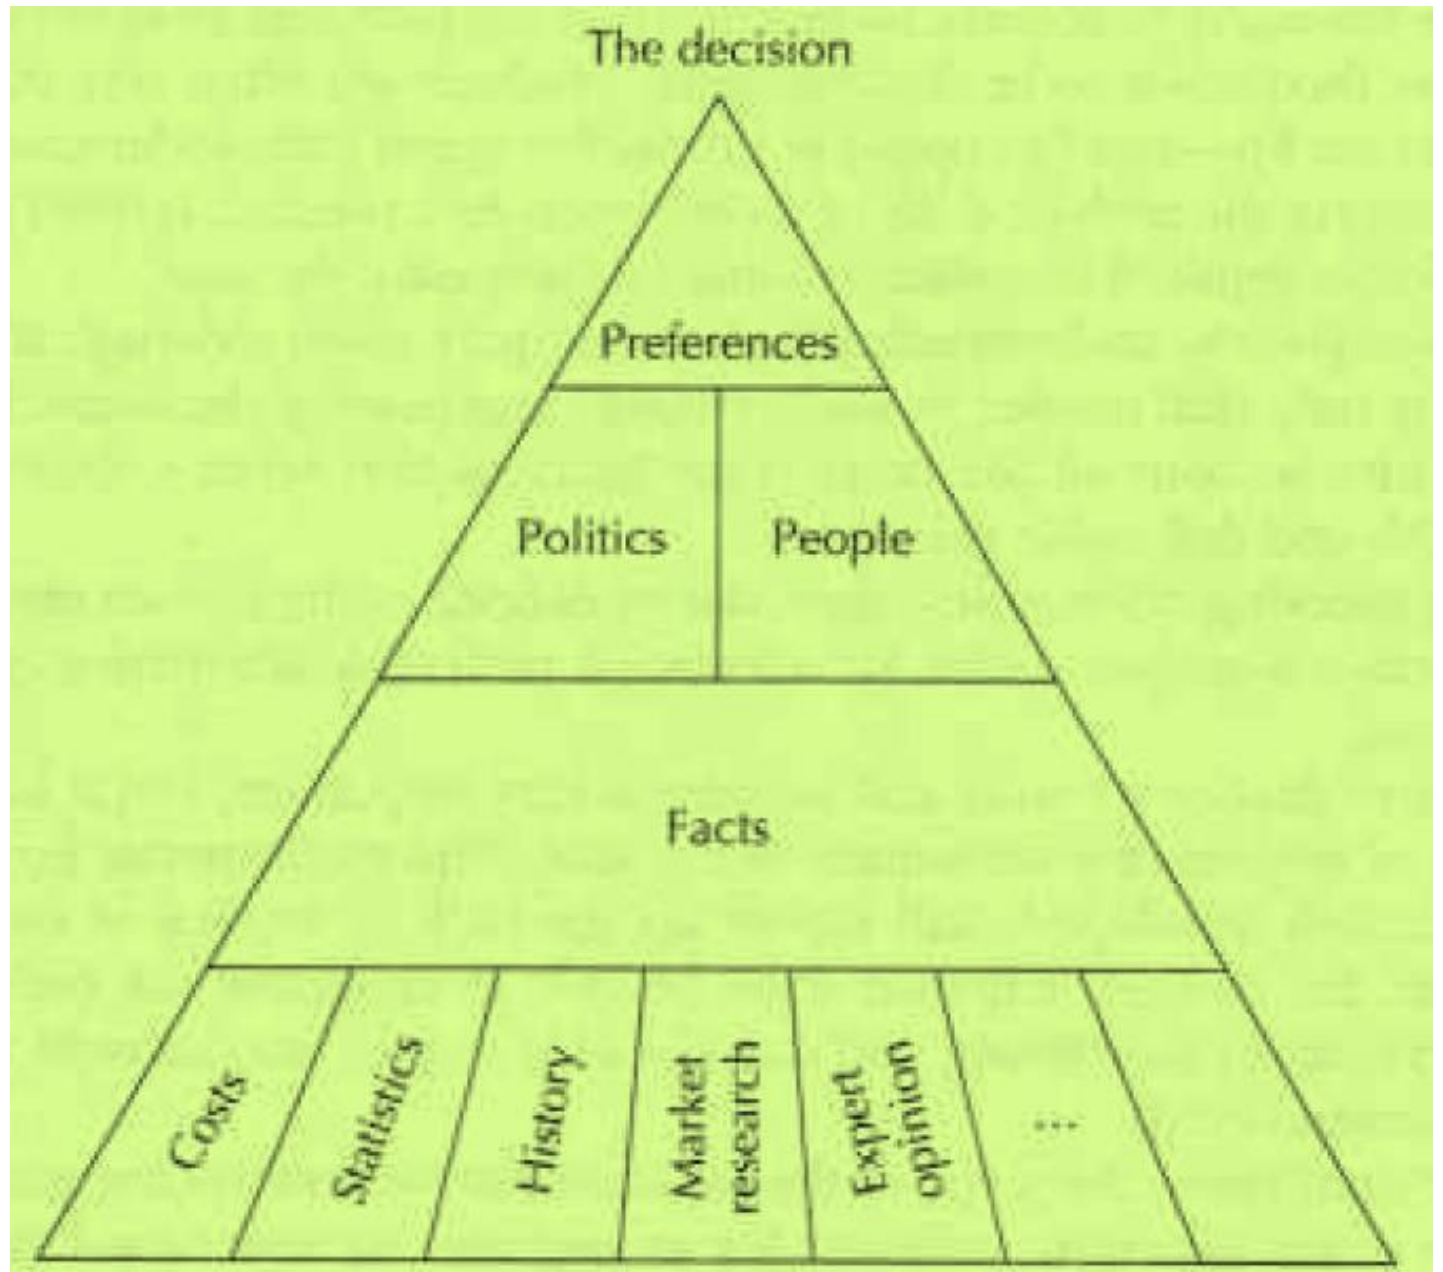 The decision
Preferences
Politics People
Facts
Costs
Statistics
History
Market
research
Expert
opinion
...